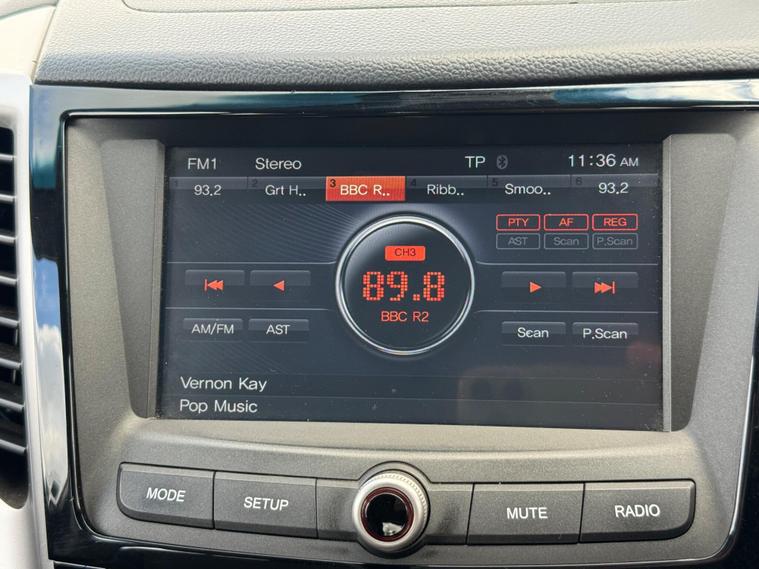 FM1 Stereo TP 11:36 AM
1 93.2 2 Grt H.. 3 BBC R.. 4 Ribb.. 5 Smoo.. 6 93.2
PTY AF REG
AST Scan P.Scan
CH3
89.8
BBC R2
AM/FM AST Scan P.Scan
Vernon Kay
Pop Music
MODE SETUP MUTE RADIO